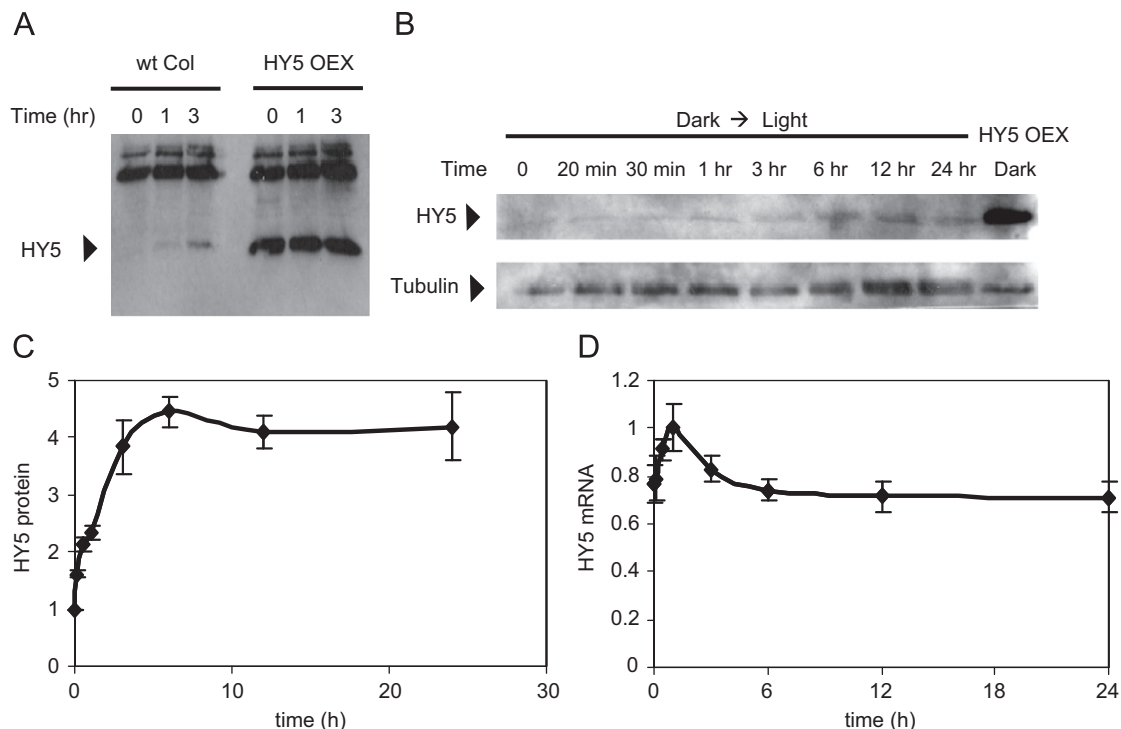 A
wt Col HY5 OEX
Time (hr) 0 1 3 0 1 3
HY5
B
Dark → Light HY5 OEX
Time 0 20 min 30 min 1 hr 3 hr 6 hr 12 hr 24 hr Dark
HY5
Tubulin
C
5
4
3
2
1
0
HY5 protein
0 10 20 30
time (h)
D
1.2
1
0.8
0.6
0.4
0.2
0
HY5 mRNA
0 6 12 18 24
time (h)